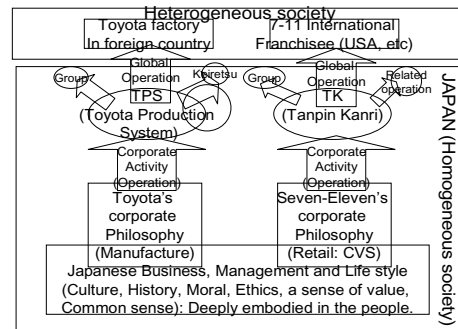 Heterogeneous society
Toyota factory
In foreign country
7-11 International
Franchisee (USA, etc)
Group
Global
Operation
Keiretsu
Group
Global
Operation
Related
operation
TPS
(Toyota Production
System)
TK
(Tanpin Kanri)
Corporate
Activity
(Operation)
Corporate
Activity
(Operation)
Toyota's
corporate
Philosophy
(Manufacture)
Seven-Eleven's
corporate
Philosophy
(Retail: CVS)
Japanese Business, Management and Life style
(Culture, History, Moral, Ethics, a sense of value,
Common sense): Deeply embodied in the people.
JAPAN (Homogeneous society)